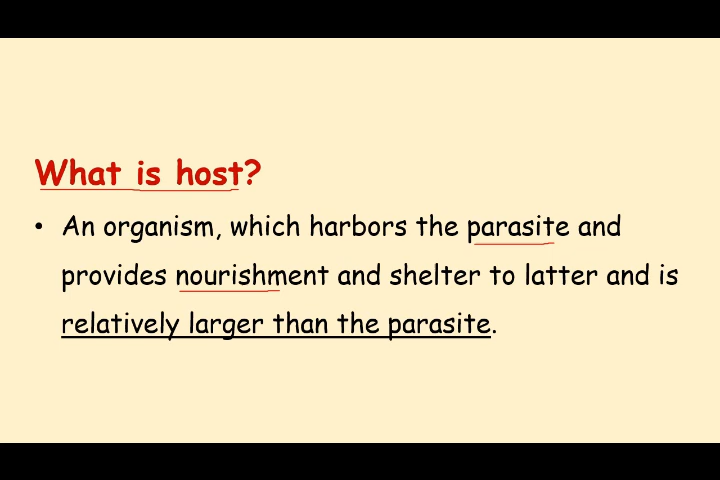 What is host?
• An organism, which harbors the parasite and
provides nourishment and shelter to latter and is
relatively larger than the parasite.